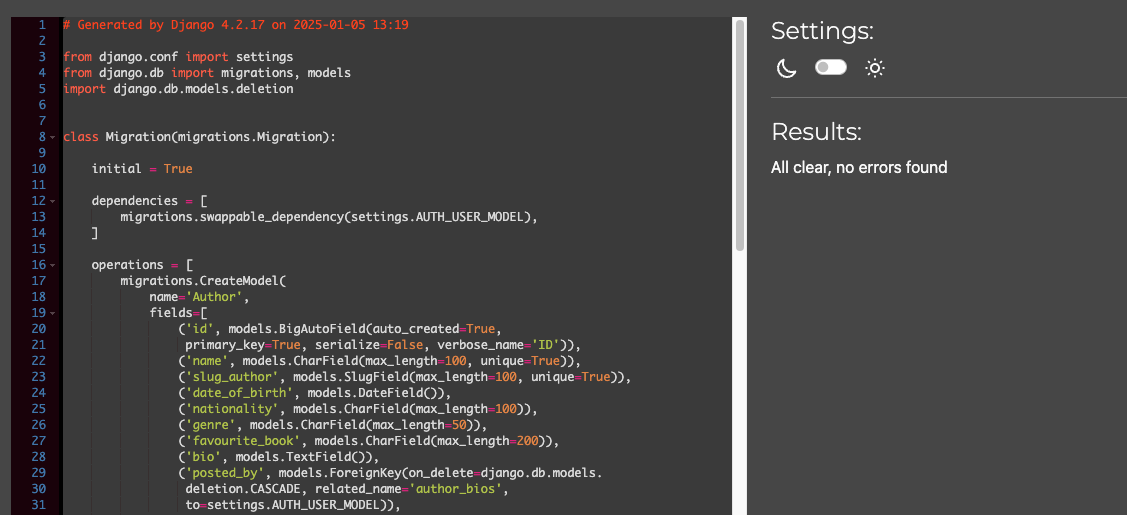 1 # Generated by Django 4.2.17 on 2025-01-05 13:19
2
3 from django.conf import settings
4 from django.db import migrations, models
5 import django.db.models.deletion
6
7
8 class Migration(migrations.Migration):
9
10 initial = True
11
12 dependencies = [
13 migrations.swappable_dependency(settings.AUTH_USER_MODEL),
14 ]
15
16 operations = [
17 migrations.CreateModel(
18 name='Author',
19 fields=[
20 ('id', models.BigAutoField(auto_created=True,
21 primary_key=True, serialize=False, verbose_name='ID')),
22 ('name', models.CharField(max_length=100, unique=True)),
23 ('slug_author', models.SlugField(max_length=100, unique=True)),
24 ('date_of_birth', models.DateField()),
25 ('nationality', models.CharField(max_length=100)),
26 ('genre', models.CharField(max_length=50)),
27 ('favourite_book', models.CharField(max_length=200)),
28 ('bio', models.TextField()),
29 ('posted_by', models.ForeignKey(on_delete=django.db.models.
30 deletion.CASCADE, related_name='author_bios',
31 to=settings.AUTH_USER_MODEL)),
Settings:
Results:
All clear, no errors found